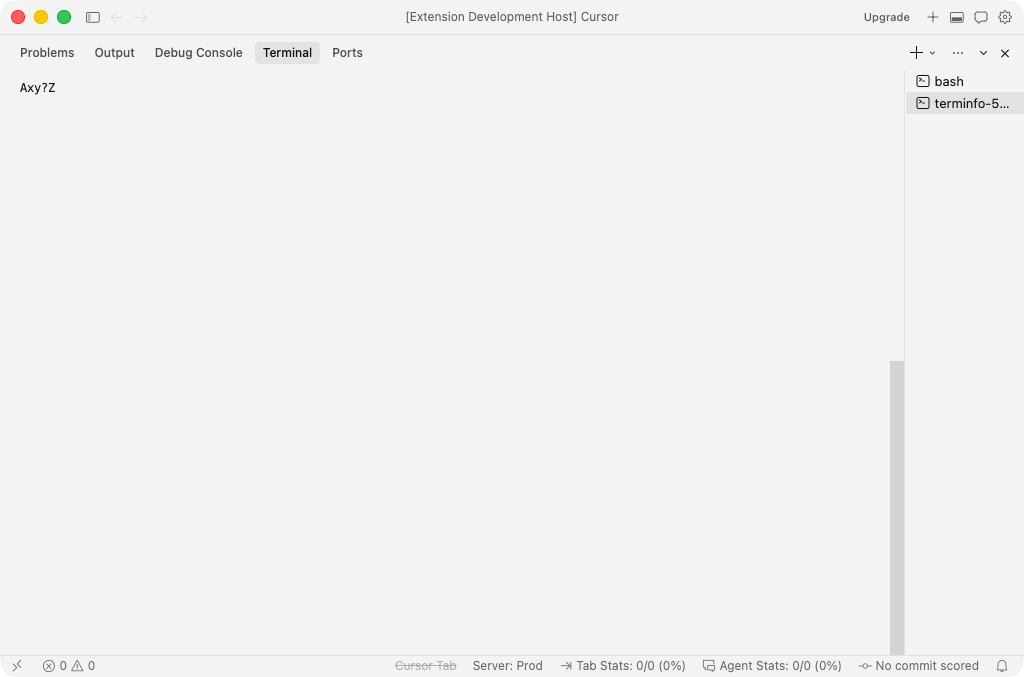 [Extension Development Host] Cursor
Upgrade
Problems Output Debug Console Terminal Ports
Axy?Z
bash
terminfo-5...
0 0
Cursor Tab Server: Prod Tab Stats: 0/0 (0%) Agent Stats: 0/0 (0%) No commit scored